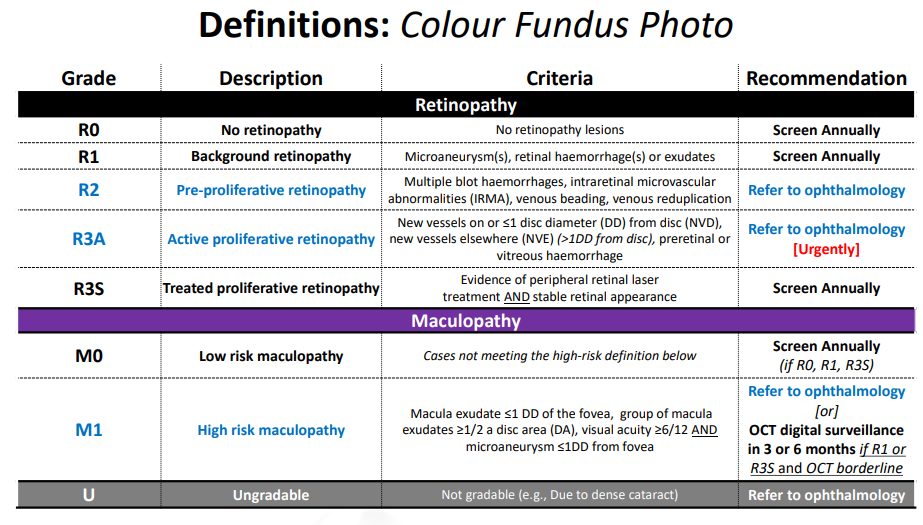 Definitions: Colour Fundus Photo
Grade Description Criteria Recommendation
Retinopathy
R0 No retinopathy No retinopathy lesions Screen Annually
R1 Background retinopathy Microaneurysm(s), retinal haemorrhage(s) or exudates Screen Annually
R2 Pre-proliferative retinopathy Multiple blot haemorrhages, intraretinal microvascular
abnormalities (IRMA), venous beading, venous reduplication Refer to ophthalmology
R3A Active proliferative retinopathy New vessels on or ≤1 disc diameter (DD) from disc (NVD),
new vessels elsewhere (NVE) (>1DD from disc), preretinal or
vitreous haemorrhage Refer to ophthalmology
[Urgently]
R3S Treated proliferative retinopathy Evidence of peripheral retinal laser
treatment AND stable retinal appearance Screen Annually
Maculopathy
M0 Low risk maculopathy Cases not meeting the high-risk definition below Screen Annually
(if R0, R1, R3S)
M1 High risk maculopathy Macula exudate ≤1 DD of the fovea, group of macula
exudates ≥1/2 a disc area (DA), visual acuity ≥6/12 AND
microaneurysm ≤1DD from fovea Refer to ophthalmology
[or]
OCT digital surveillance
in 3 or 6 months if R1 or
R3S and OCT borderline
U Ungradable Not gradable (e.g., Due to dense cataract) Refer to ophthalmology